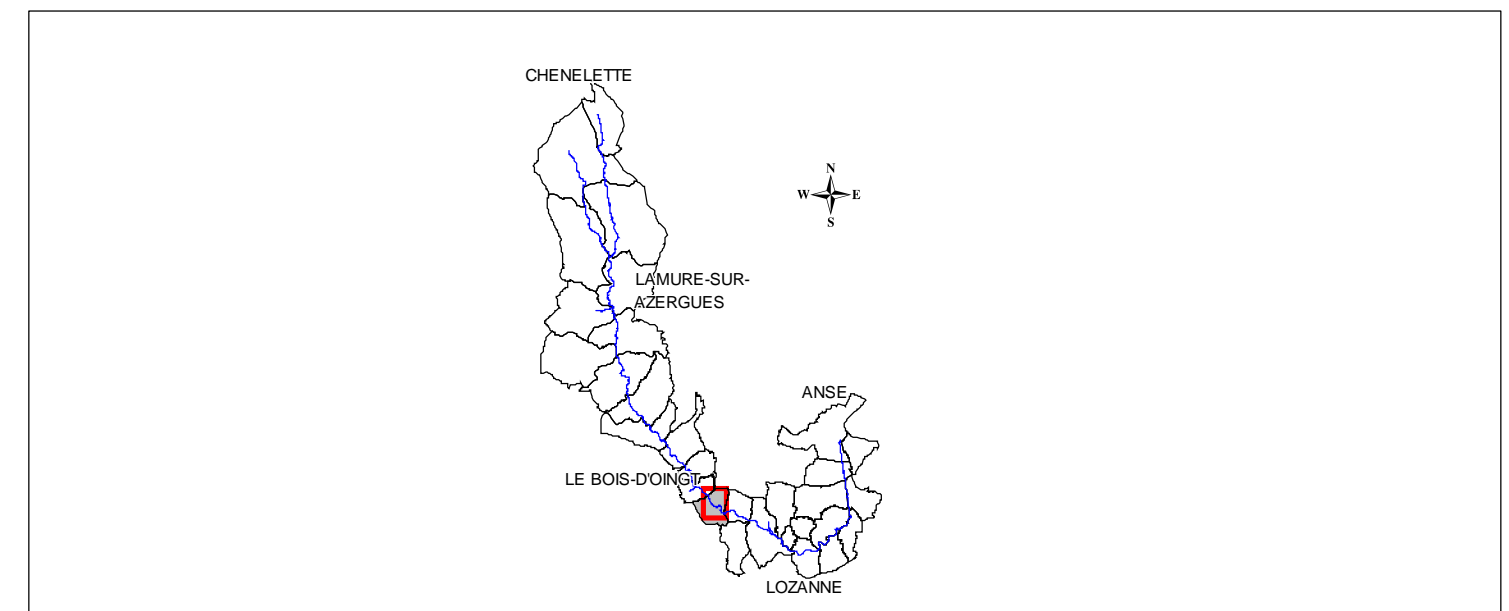 CHENELETTE
N
W E
S
LAMURE-SUR-
AZERGUES
ANSE
LE BOIS-D'OINGT
LOZANNE